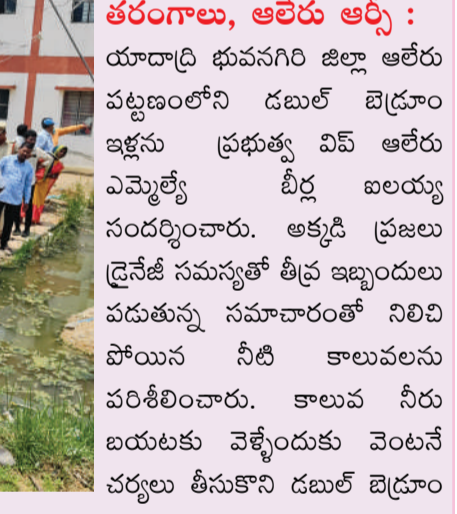 తరంగాలు, ఆలేరు ఆర్సీ :
యాదాద్రి భువనగిరి జిల్లా ఆలేరు
పట్టణంలోని డబుల్ బెడ్రూం
ఇళ్లను ప్రభుత్వ విప్ ఆలేరు
ఎమ్మెల్యే బీర్ల ఐలయ్య
సందర్శించారు. అక్కడి ప్రజలు
డ్రైనేజీ సమస్యతో తీవ్ర ఇబ్బందులు
పడుతున్న సమాచారంతో నిలిచి
పోయిన నీటి కాలువలను
పరిశీలించారు. కాలువ నీరు
బయటకు వెళ్ళేందుకు వెంటనే
చర్యలు తీసుకొని డబుల్ బెడ్రూం